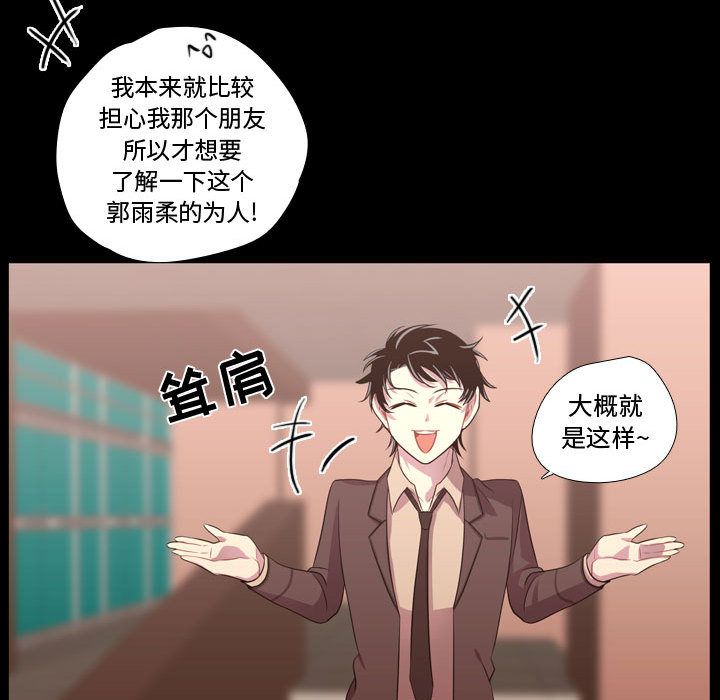 我本来就比较
担心我那个朋友
所以才想要
了解一下这个
郭雨柔的为人!
耸肩
大概就
是这样~